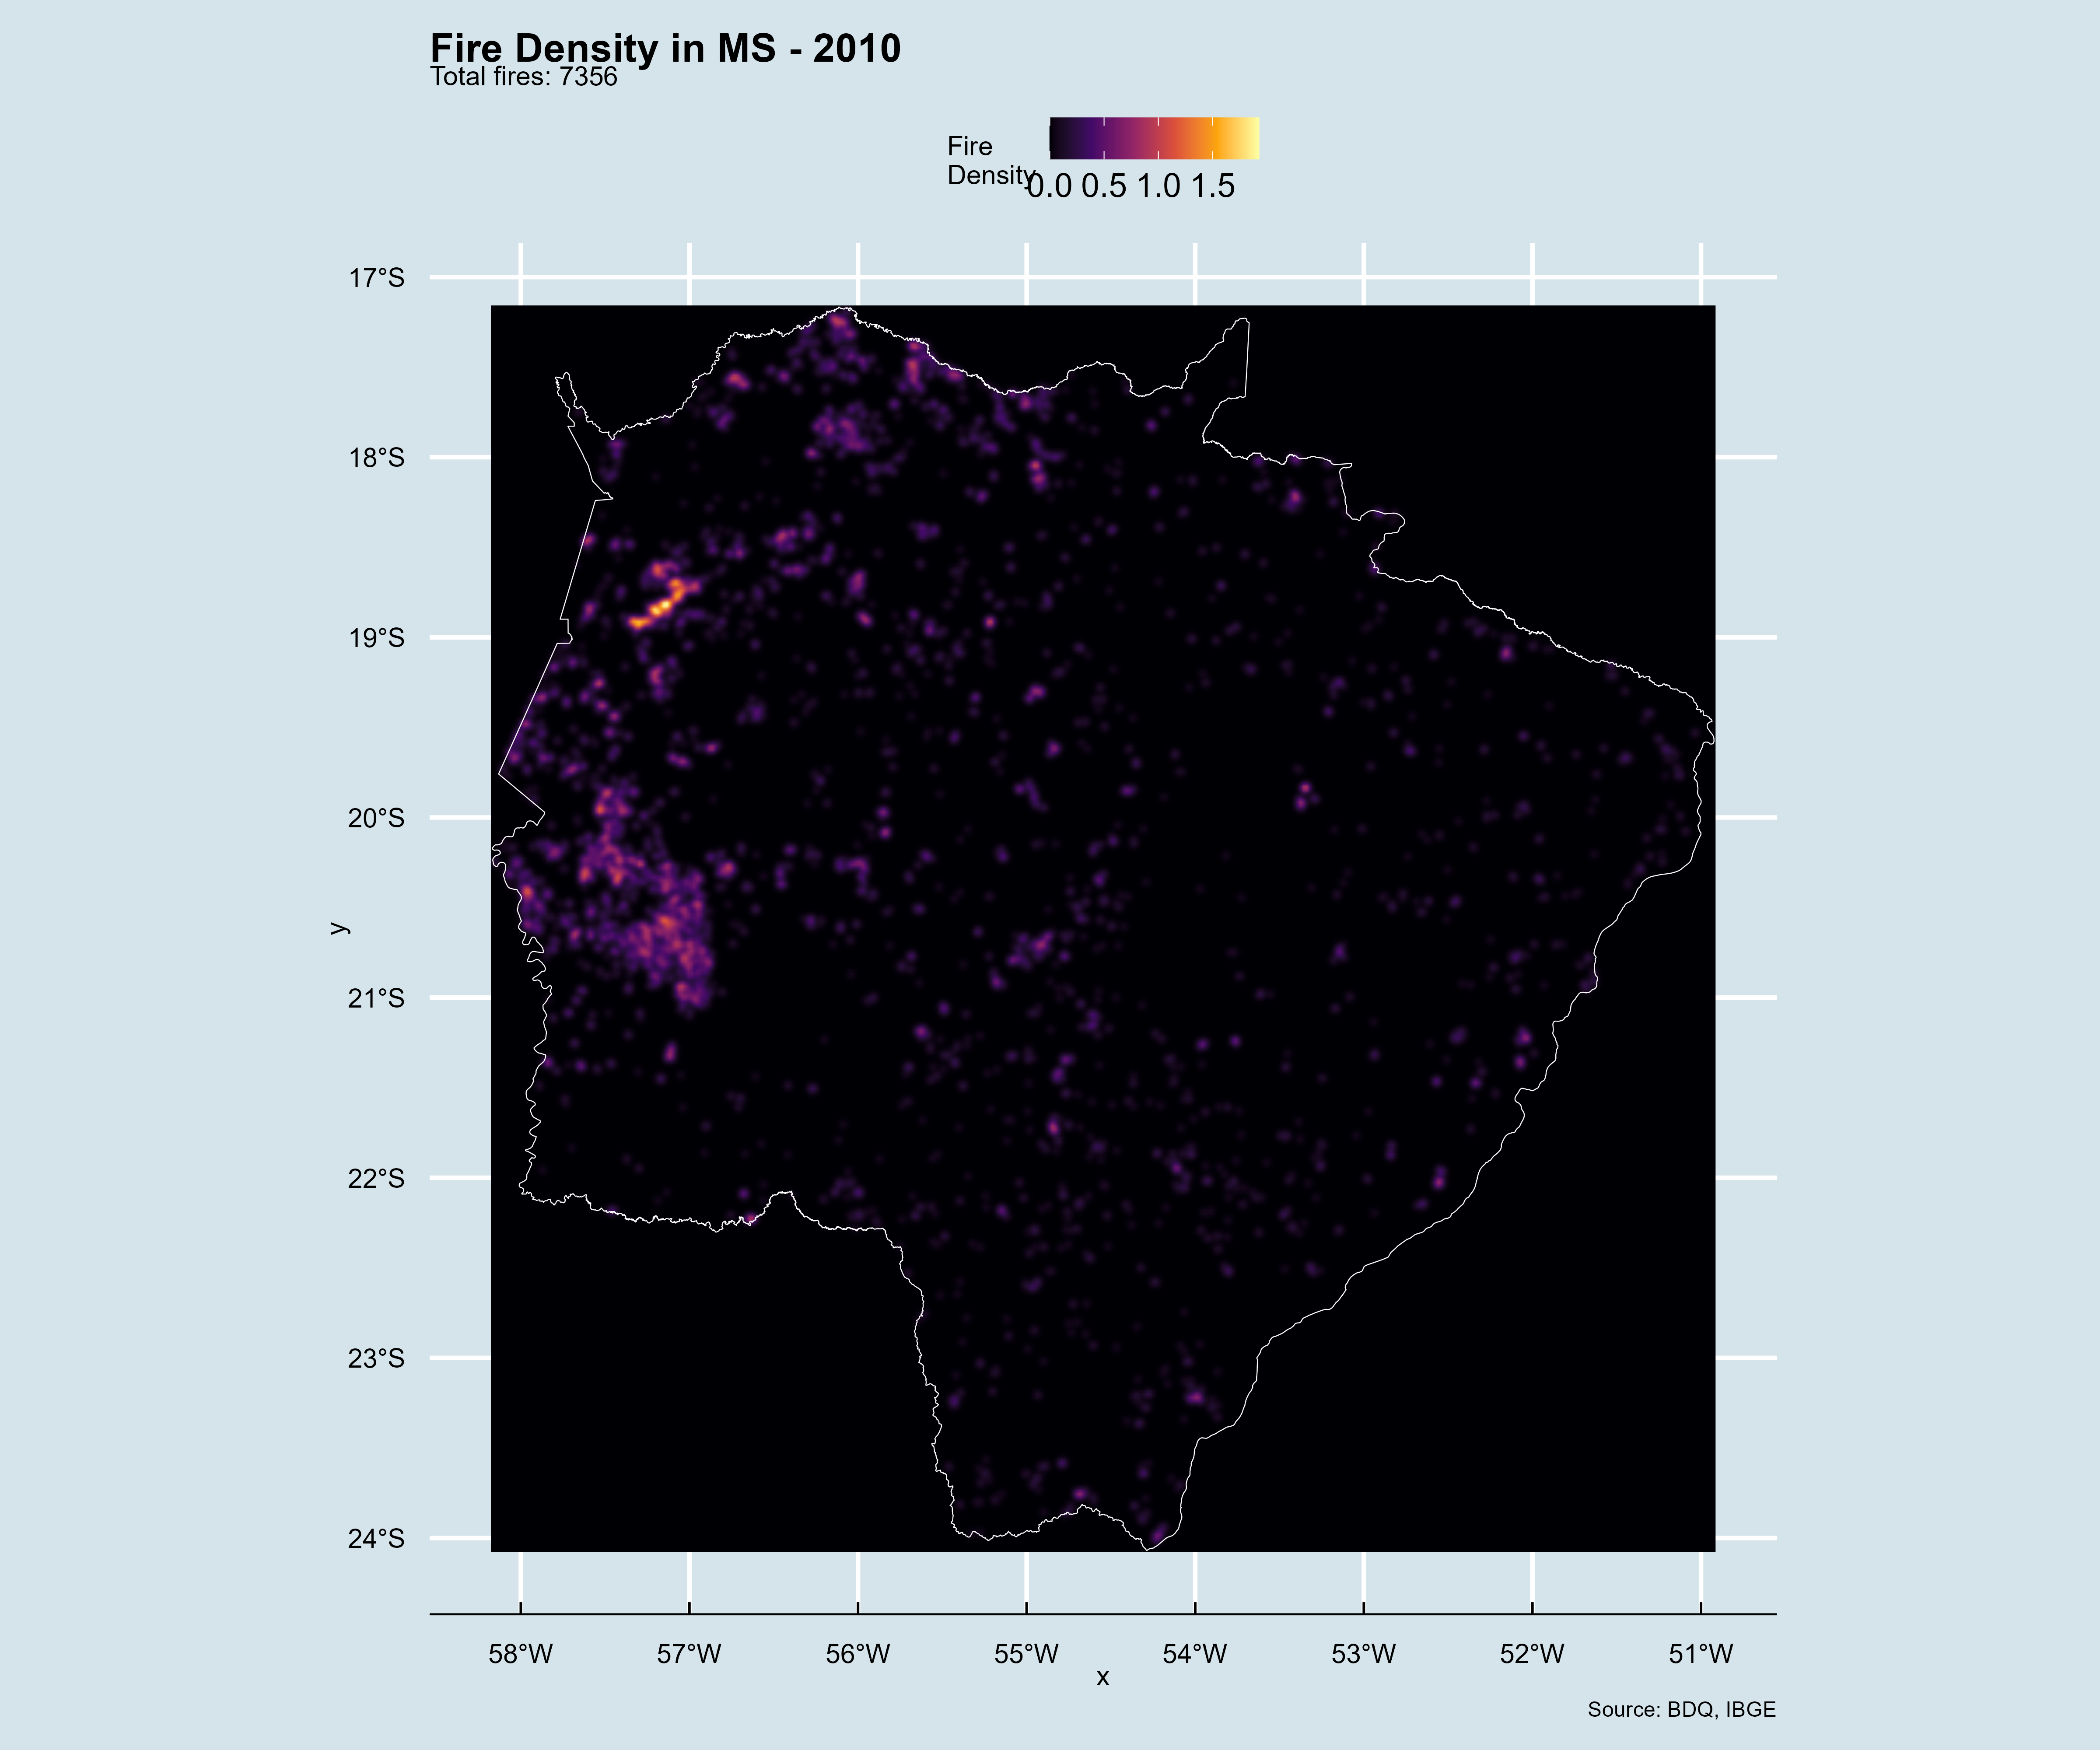 Fire Density in MS - 2010
Total fires: 7356
Fire
Density
0.0 0.5 1.0 1.5
17°S
18°S
19°S
20°S
21°S
22°S
23°S
24°S
y
58°W 57°W 56°W 55°W 54°W 53°W 52°W 51°W
x
Source: BDQ, IBGE